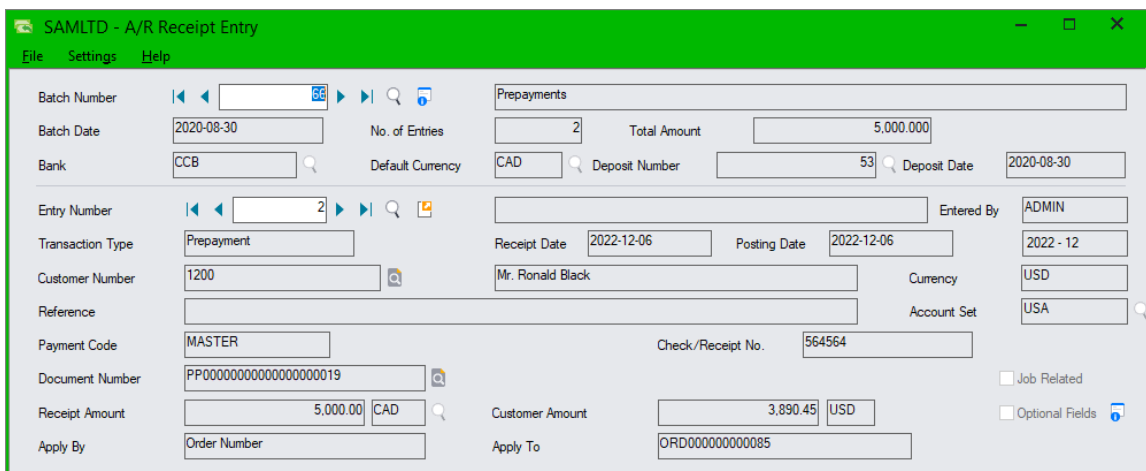 SAMLTD - A/R Receipt Entry
File Settings Help
Batch Number 66 Prepayments
Batch Date 2020-08-30 No. of Entries 2 Total Amount 5,000.000
Bank CCB Default Currency CAD Deposit Number 53 Deposit Date 2020-08-30
Entry Number 2 Entered By ADMIN
Transaction Type Prepayment Receipt Date 2022-12-06 Posting Date 2022-12-06 2022 - 12
Customer Number 1200 Mr. Ronald Black Currency USD
Reference Account Set USA
Payment Code MASTER Check/Receipt No. 564564
Document Number PP00000000000000000019 Job Related
Receipt Amount 5,000.00 CAD Customer Amount 3,890.45 USD Optional Fields
Apply By Order Number Apply To ORD000000000085